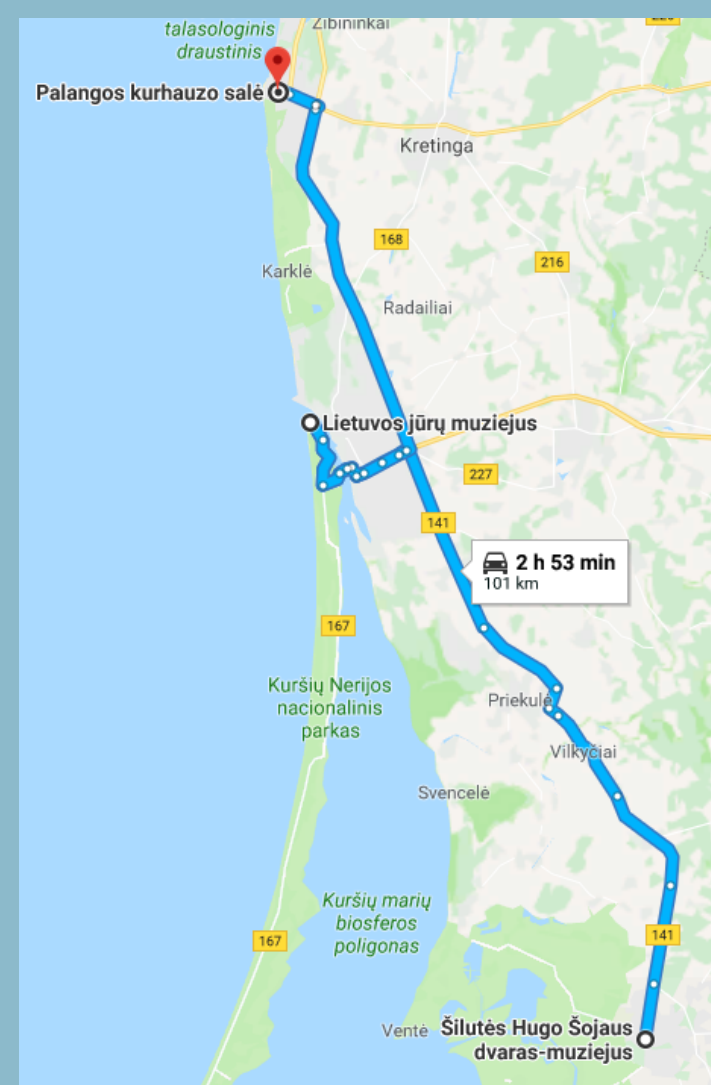 Zibininkai
talasologinis
draustinis
Palangos kurhauzo salė
Kretinga
168
216
Karklė
Radailiai
Lietuvos jūrų muziejus
227
141
2 h 53 min
101 km
167
Kuršių Nerijos
nacionalinis
parkas
Priekulė
Vilkyčiai
Svencelė
Kuršių marių
biosferos
poligonas
167
141
Ventė
Šilutės Hugo Šojaus
dvaras-muziejus